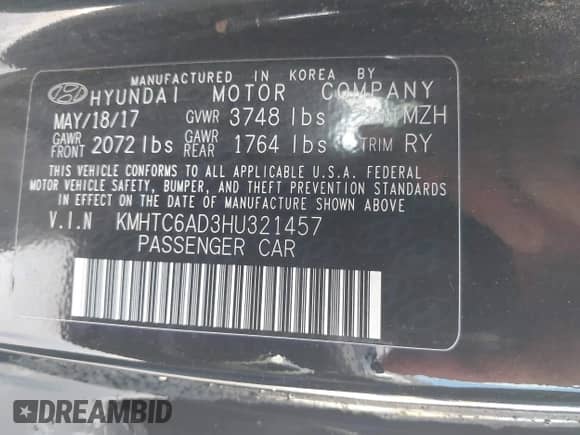 MANUFACTURED IN KOREA BY
HYUNDAI MOTOR COMPANY
MAY/18/17 GVWR 3748 lbs MZH
GAWR FRONT 2072 lbs GAWR REAR 1764 lbs TRIM RY
THIS VEHICLE CONFORMS TO ALL APPLICABLE U.S.A. FEDERAL
MOTOR VEHICLE SAFETY, BUMPER, AND THEFT PREVENTION STANDARDS
IN EFFECT ON THE DATE OF MANUFACTURE SHOWN ABOVE.
V.I.N KMHTC6AD3HU321457
PASSENGER CAR
DREAMBID